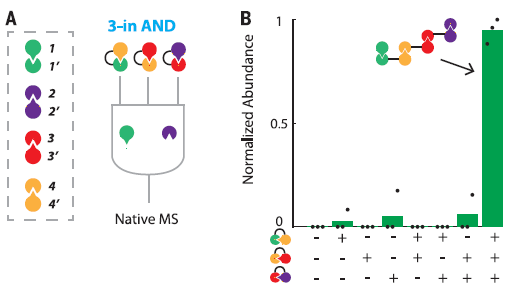 A
3-in AND
1
1′
2
2′
3
3′
4
4′
Native MS
B
Normalized Abundance
1
0.5
0
- + - - + - + +
- - + - + + - +
- - - + - + + +